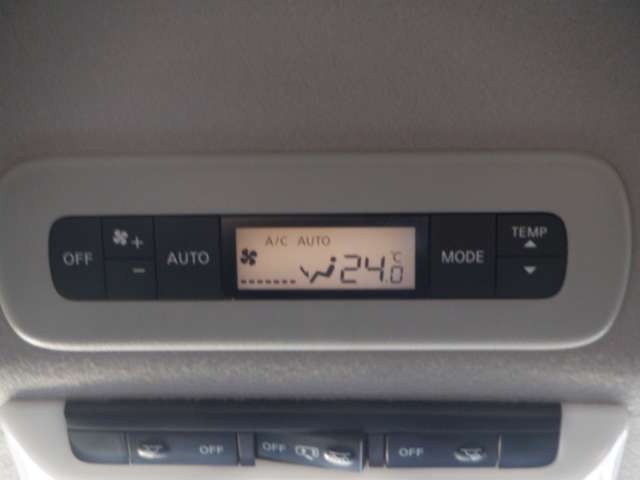 OFF + AUTO A/C AUTO MODE TEMP
-
24.0 °C
OFF OFF OFF